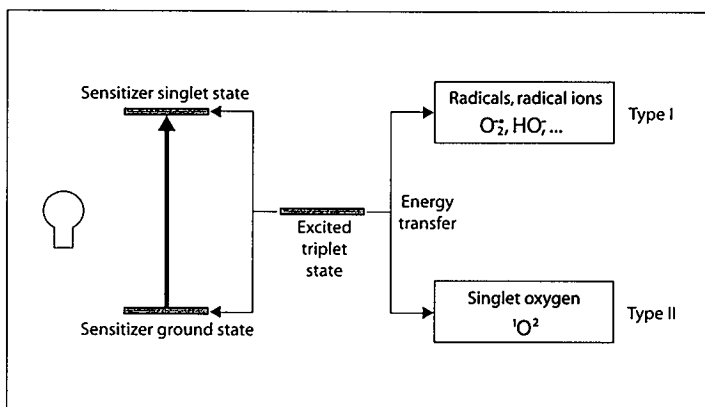 Sensitizer singlet state
Radicals, radical ions
O₂⁻•, HO⁻, ...
Type I
Energy
transfer
Excited
triplet
state
Singlet oxygen
¹O²
Type II
Sensitizer ground state